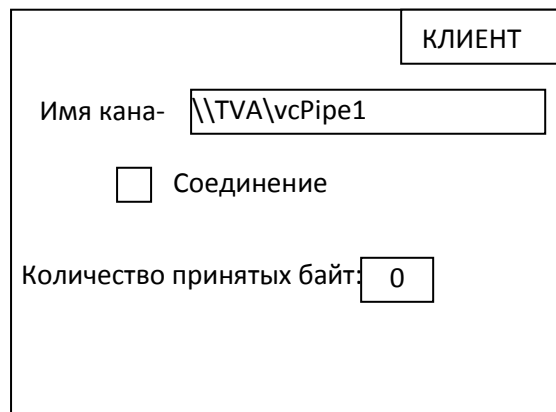 КЛИЕНТ
Имя кана- \\TVA\vcPipe1
Соединение
Количество принятых байт: 0